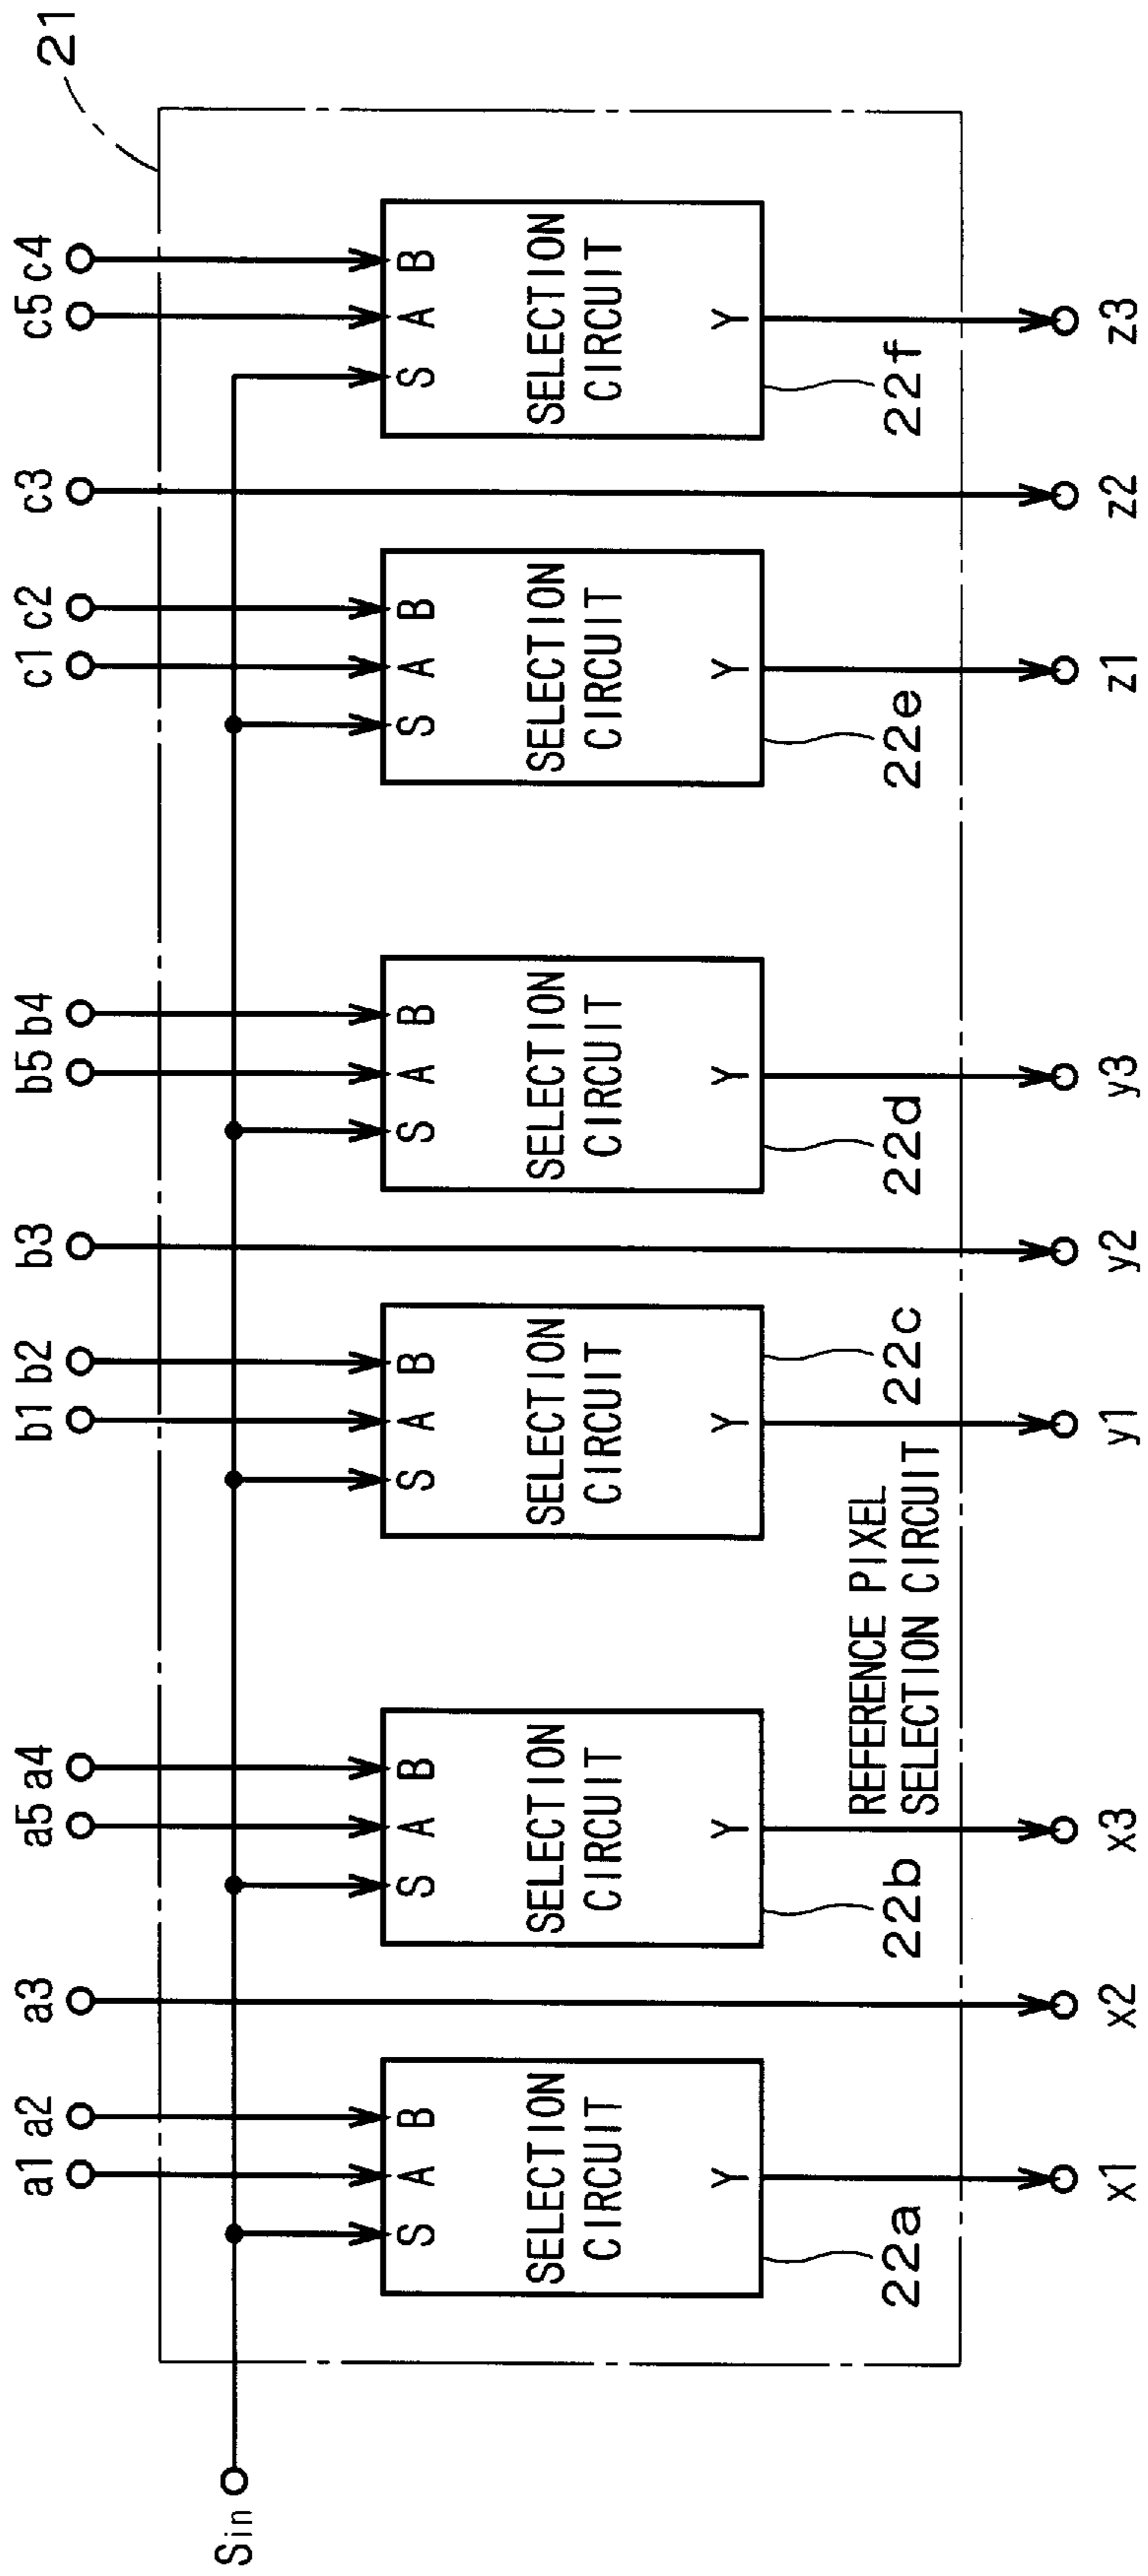 21
a1 a2 a3 a5 a4 b1 b2 b3 b5 b4 c1 c2 c3 c5 c4
Sin
S A B S A B S A B S A B S A B S A B
SELECTION
CIRCUIT
SELECTION
CIRCUIT
SELECTION
CIRCUIT
SELECTION
CIRCUIT
SELECTION
CIRCUIT
SELECTION
CIRCUIT
Y Y Y Y Y Y
22a 22b 22c 22d 22e 22f
REFERENCE PIXEL
SELECTION CIRCUIT
x1 x2 x3 y1 y2 y3 z1 z2 z3